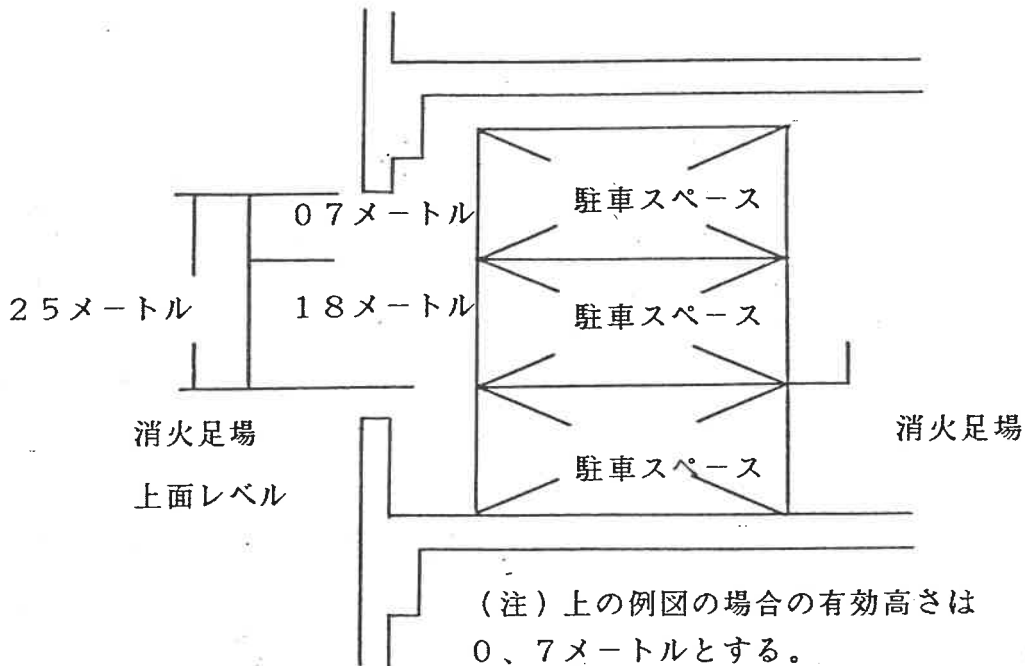 駐車スペース
07メートル
25メートル
18メートル
駐車スペース
消火足場
上面レベル
消火足場
駐車スペース
(注)上の例図の場合の有効高さは
0、7メートルとする。